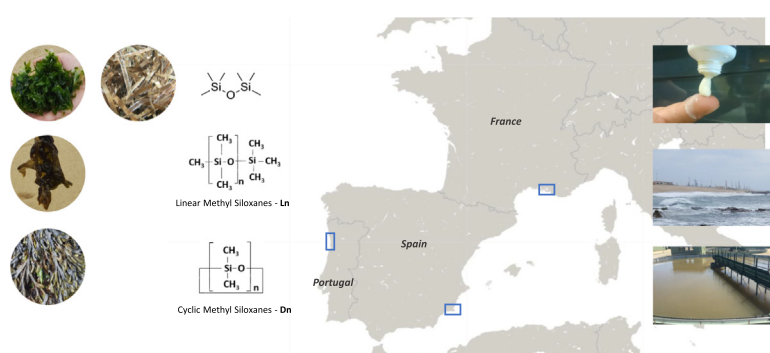 Si
Si
O
CH₃
CH₃
CH₃
Si
O
Si
CH₃
CH₃
CH₃
n
Linear Methyl Siloxanes - Ln
CH₃
Si
O
CH₃
n
Cyclic Methyl Siloxanes - Dn
France
Spain
Portugal